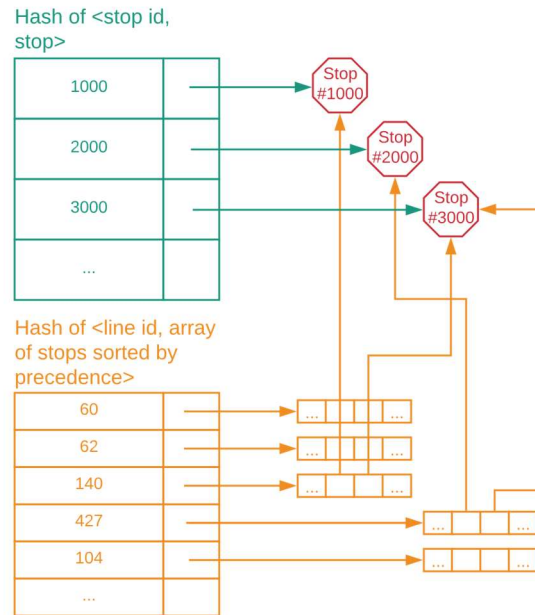 Hash of <stop id,
stop>
1000
2000
3000
...
Stop
#1000
Stop
#2000
Stop
#3000
Hash of <line id, array
of stops sorted by
precedence>
60
62
140
427
104
...
... ...
... ...
... ...
... ...
... ...